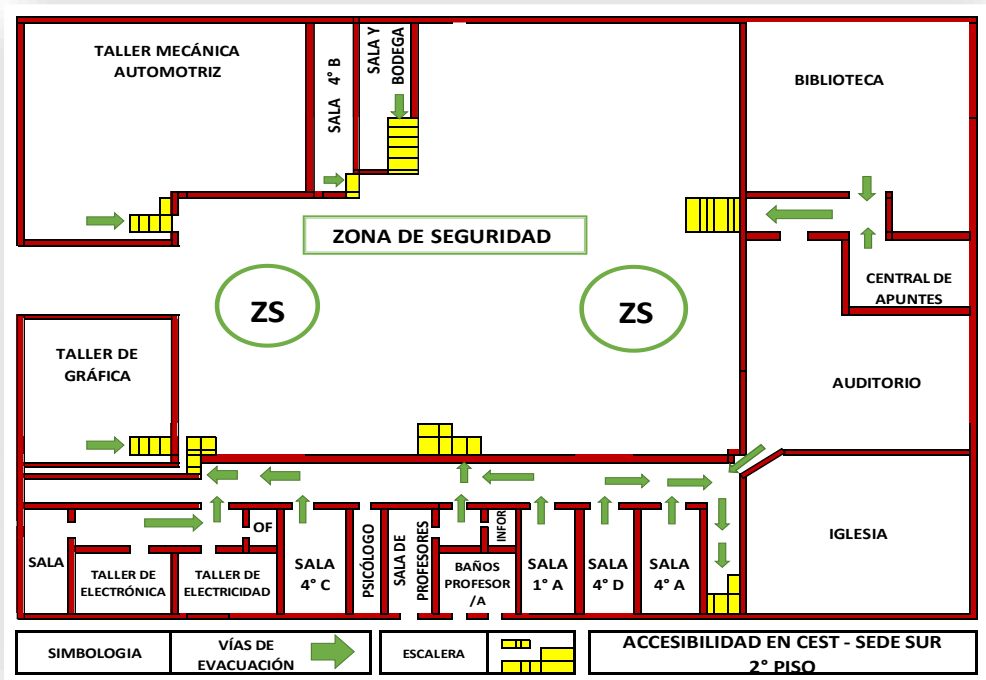 TALLER MECÁNICA
AUTOMOTRIZ
SALA 4° B
SALA Y
BODEGA
BIBLIOTECA
ZONA DE SEGURIDAD
ZS
ZS
CENTRAL DE
APUNTES
TALLER DE
GRÁFICA
AUDITORIO
IGLESIA
SALA
TALLER DE
ELECTRÓNICA
TALLER DE
ELECTRICIDAD
OF
SALA
4° C
PSICÓLOGO
SALA DE
PROFESORES
BAÑOS
PROFESOR
/A
INFOR
SALA
1° A
SALA
4° D
SALA
4° A
SIMBOLOGIA
VÍAS DE
EVACUACIÓN
ESCALERA
ACCESIBILIDAD EN CEST - SEDE SUR
2° PISO